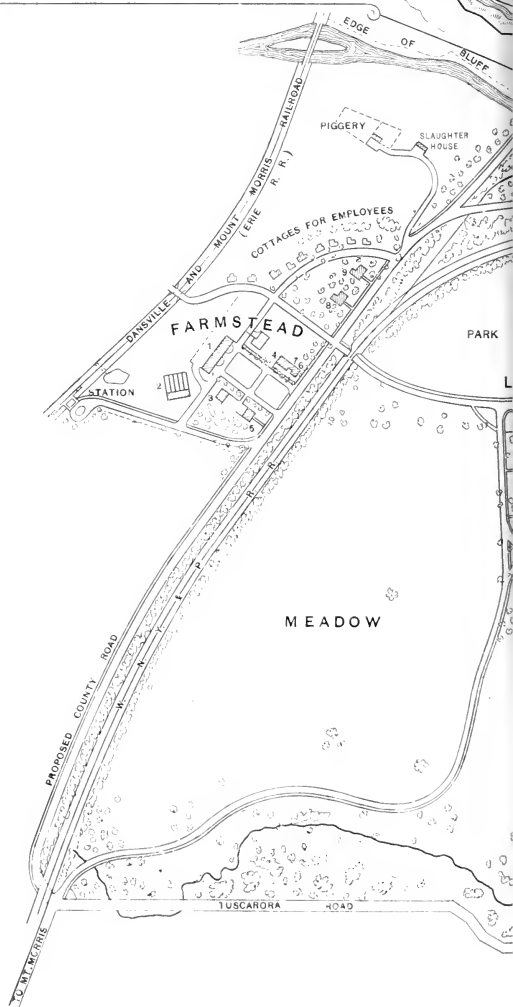 EDGE OF BLUFF
DANSVILLE AND MOUNT MORRIS RAILROAD
(ERIE R. R.)
PIGGERY
SLAUGHTER
HOUSE
COTTAGES FOR EMPLOYEES
FARMSTEAD
PARK
L
STATION
1
2
3
4
5
6
7
8
9
W. N. Y. & P. R. R.
MEADOW
PROPOSED COUNTY ROAD
TUSCARORA ROAD
TO MT. MORRIS